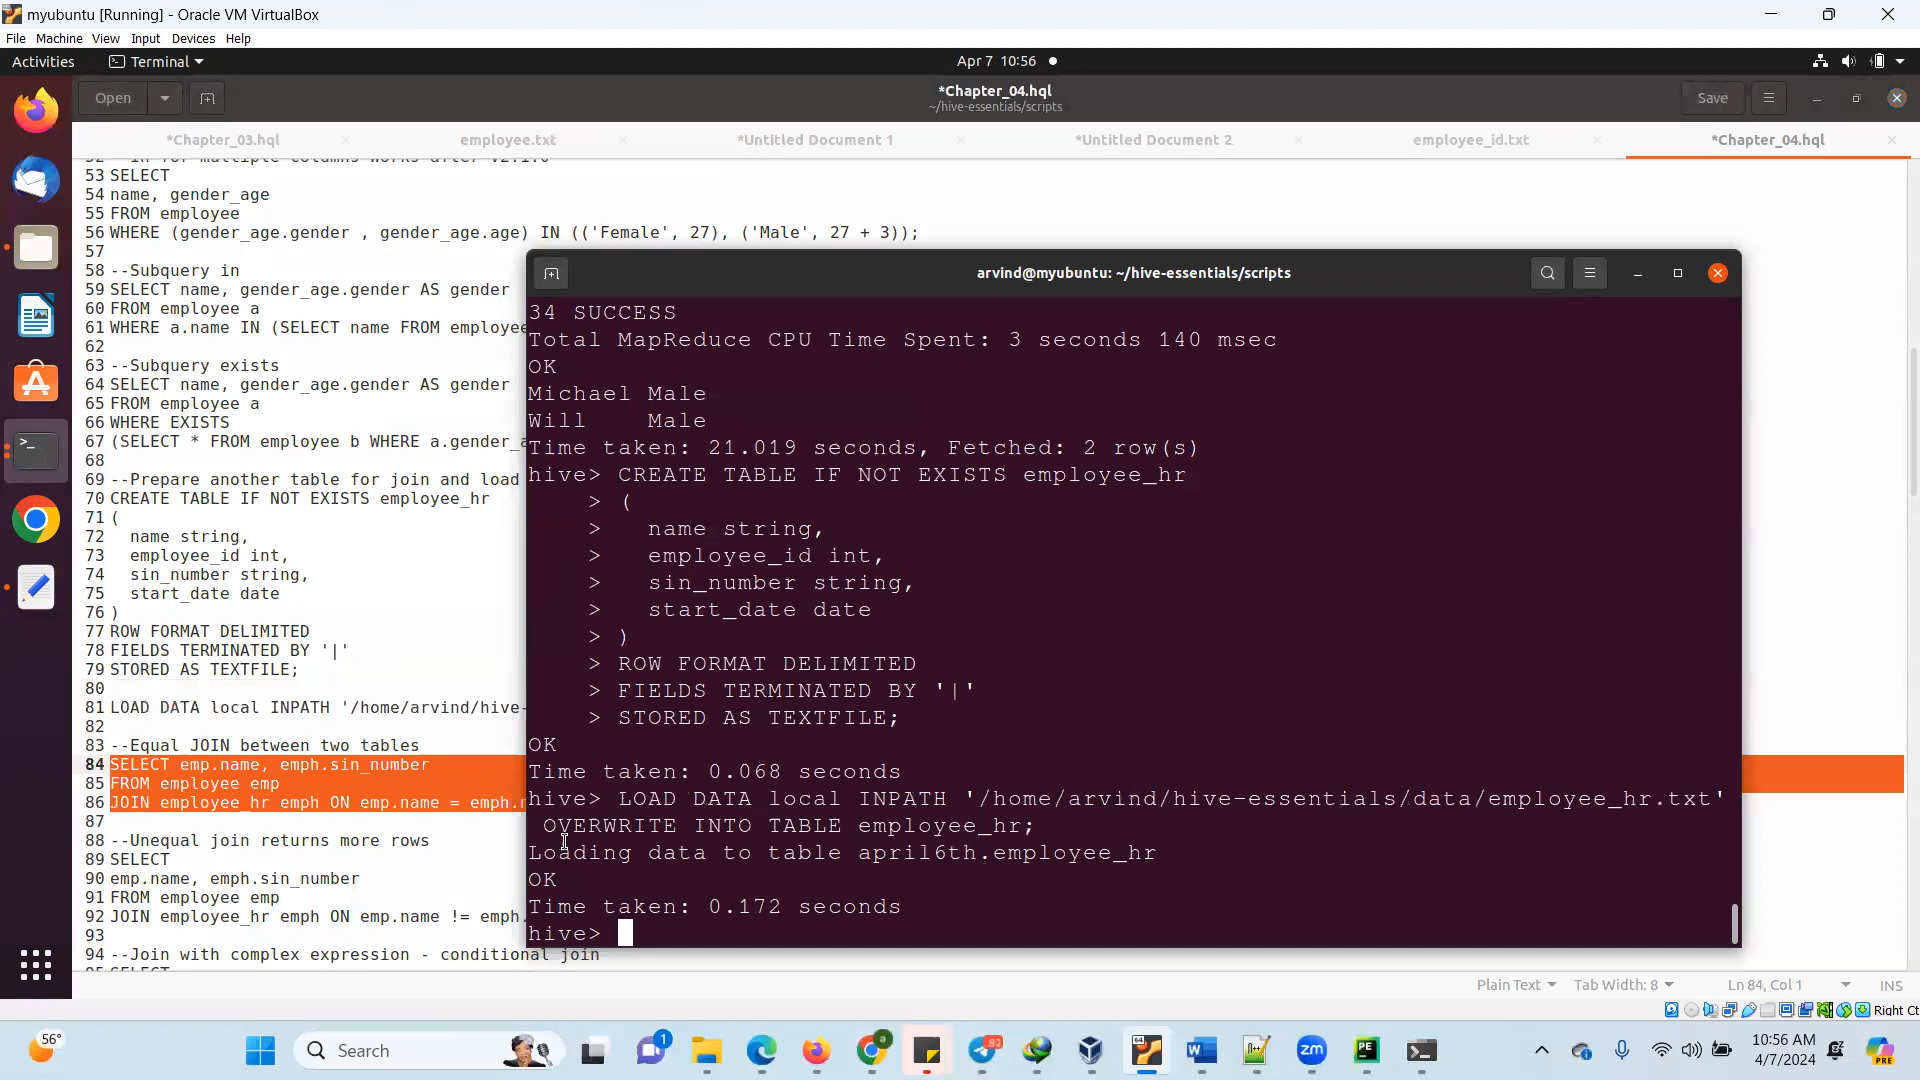 myubuntu [Running] - Oracle VM VirtualBox
File Machine View Input Devices Help
Activities Terminal Apr 7 10:56
Open *Chapter_04.hql Save
~/hive-essentials/scripts
*Chapter_03.hql employee.txt *Untitled Document 1 *Untitled Document 2 employee_id.txt *Chapter_04.hql
53 SELECT
54 name, gender_age
55 FROM employee
56 WHERE (gender_age.gender , gender_age.age) IN (('Female', 27), ('Male', 27 + 3));
57
58 --Subquery in
59 SELECT name, gender_age.gender AS gender
60 FROM employee a
61 WHERE a.name IN (SELECT name FROM employee
62
63 --Subquery exists
64 SELECT name, gender_age.gender AS gender
65 FROM employee a
66 WHERE EXISTS
67 (SELECT * FROM employee b WHERE a.gender_a
68
69 --Prepare another table for join and load
70 CREATE TABLE IF NOT EXISTS employee_hr
71 (
72 name string,
73 employee_id int,
74 sin_number string,
75 start_date date
76 )
77 ROW FORMAT DELIMITED
78 FIELDS TERMINATED BY '|'
79 STORED AS TEXTFILE;
80
81 LOAD DATA local INPATH '/home/arvind/hive-
82
83 --Equal JOIN between two tables
84 SELECT emp.name, emph.sin_number
85 FROM employee emp
86 JOIN employee_hr emph ON emp.name = emph.n
87
88 --Unequal join returns more rows
89 SELECT
90 emp.name, emph.sin_number
91 FROM employee emp
92 JOIN employee_hr emph ON emp.name != emph.
93
94 --Join with complex expression - conditional join
arvind@myubuntu: ~/hive-essentials/scripts
34 SUCCESS
Total MapReduce CPU Time Spent: 3 seconds 140 msec
OK
Michael Male
Will Male
Time taken: 21.019 seconds, Fetched: 2 row(s)
hive> CREATE TABLE IF NOT EXISTS employee_hr
> (
> name string,
> employee_id int,
> sin_number string,
> start_date date
> )
> ROW FORMAT DELIMITED
> FIELDS TERMINATED BY '|'
> STORED AS TEXTFILE;
OK
Time taken: 0.068 seconds
hive> LOAD DATA local INPATH '/home/arvind/hive-essentials/data/employee_hr.txt'
OVERWRITE INTO TABLE employee_hr;
Loading data to table april6th.employee_hr
OK
Time taken: 0.172 seconds
hive>
Plain Text Tab Width: 8 Ln 84, Col 1 INS
Right Ct
56° Search 10:56 AM
4/7/2024